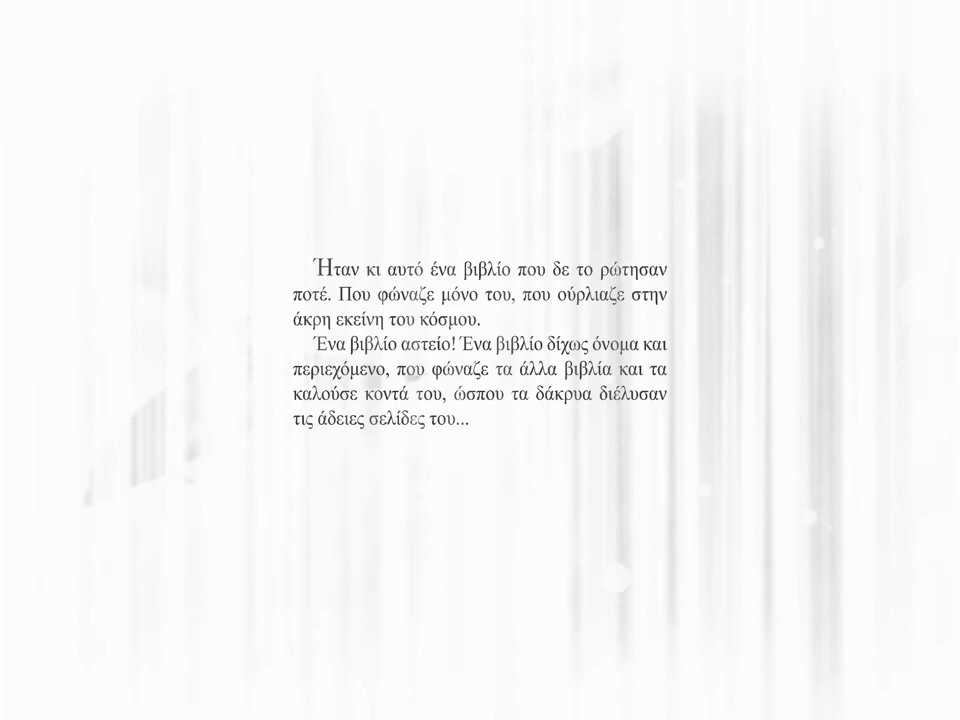 Ήταν κι αυτό ένα βιβλίο που δε το ρώτησαν
ποτέ. Που φώναζε μόνο του, που ούρλιαζε στην
άκρη εκείνη του κόσμου.
Ένα βιβλίο αστείο! Ένα βιβλίο δίχως όνομα και
περιεχόμενο, που φώναζε τα άλλα βιβλία και τα
καλούσε κοντά του, ώσπου τα δάκρυα διέλυσαν
τις άδειες σελίδες του...